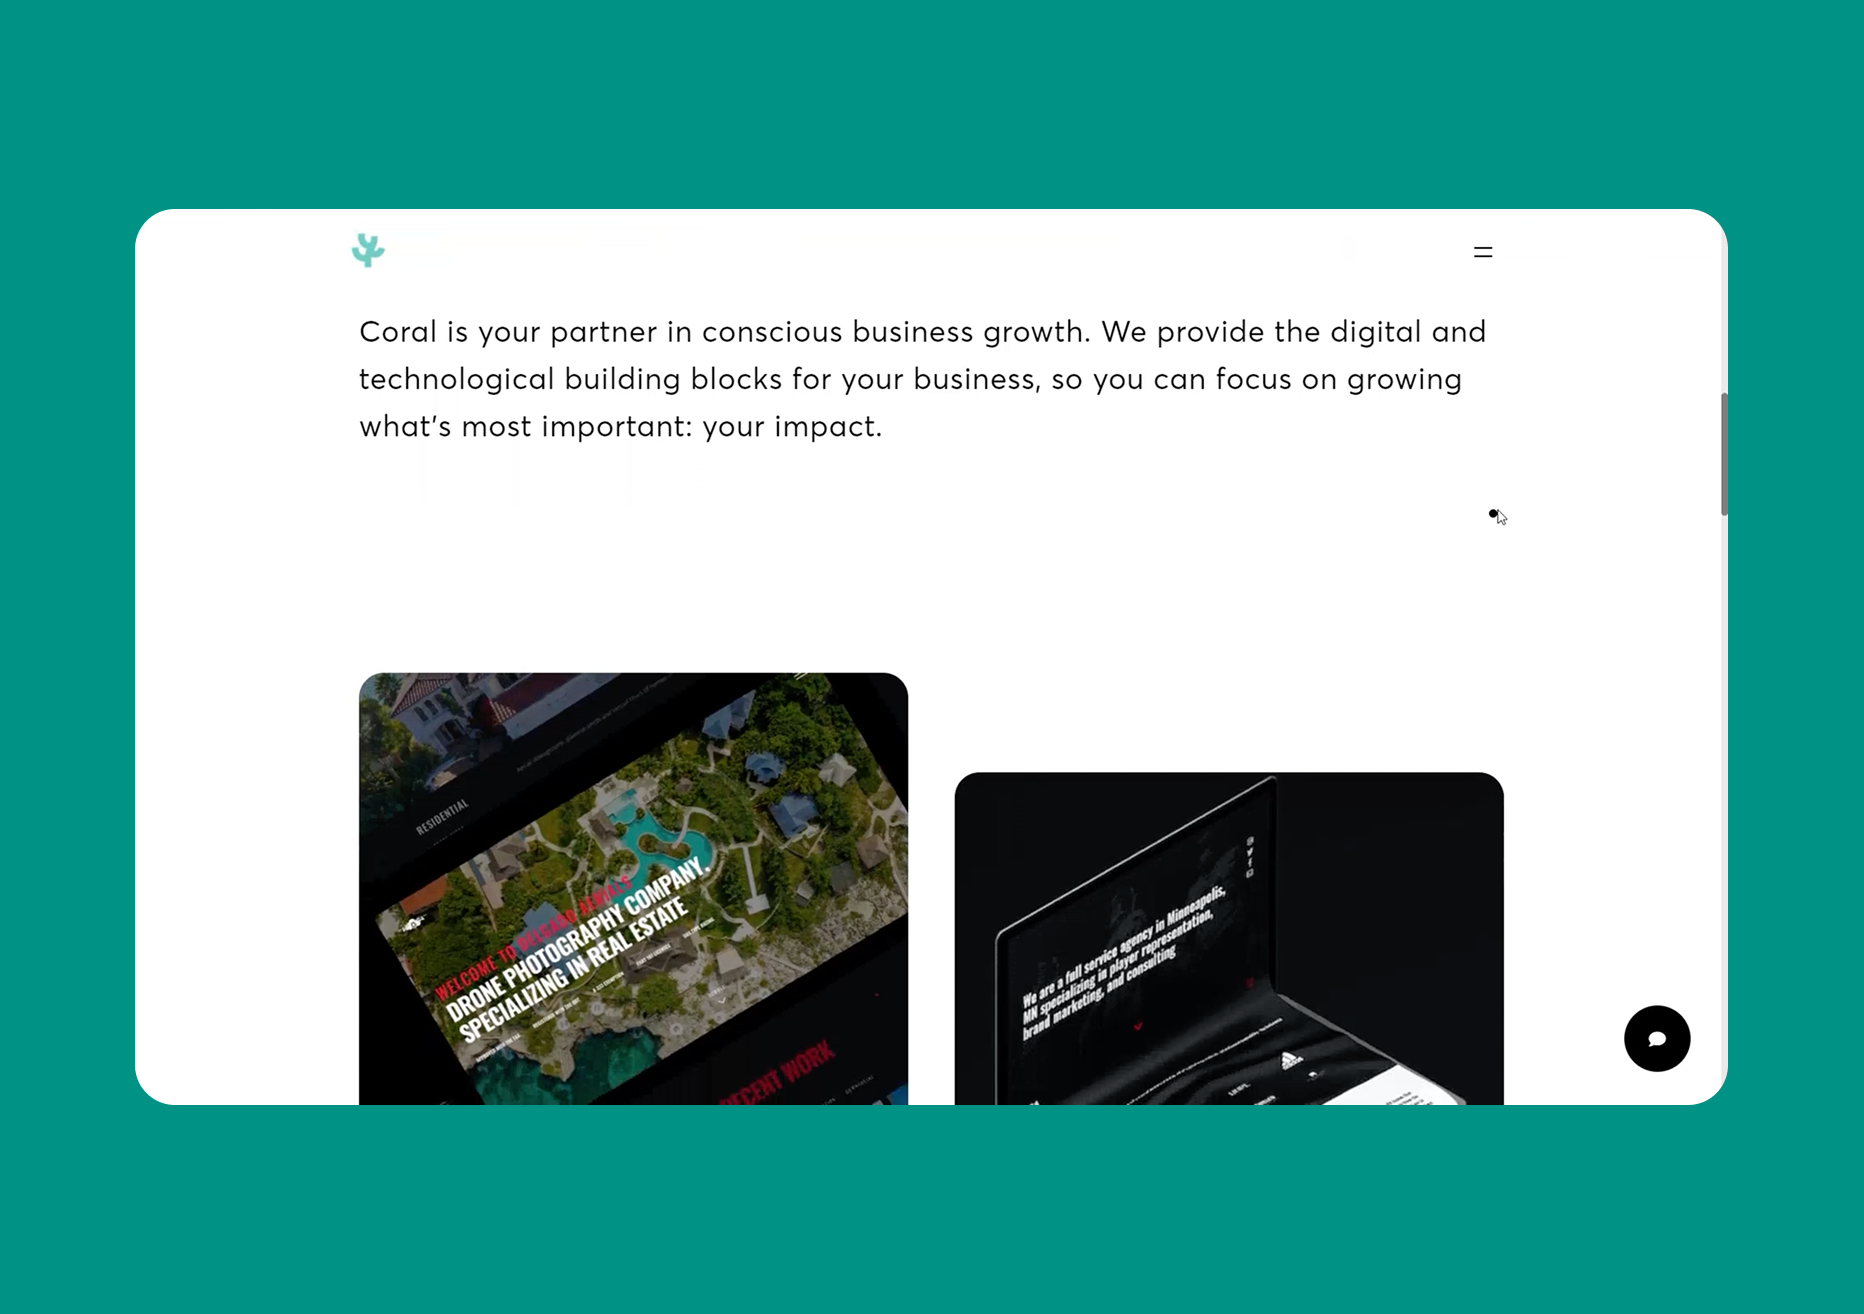 Coral is your partner in conscious business growth. We provide the digital and
technological building blocks for your business, so you can focus on growing
what's most important: your impact.
RESIDENTIAL
WELCOME TO DELGADO AERIALS
DRONE PHOTOGRAPHY COMPANY.
SPECIALIZING IN REAL ESTATE
RECENT WORK
We are a full service agency in Minneapolis,
MN specializing in player representation,
brand marketing, and consulting